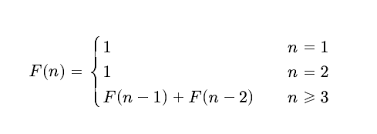 1 n = 1
F(n) = { 1 n = 2
F(n − 1) + F(n − 2) n ⩾ 3